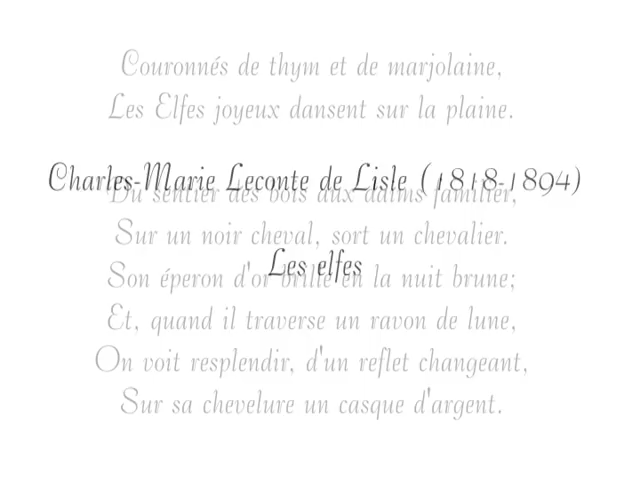 Couronnés de thym et de marjolaine,
Les Elfes joyeux dansent sur la plaine.
Charles-Marie Leconte de Lisle (1818-1894)
Du sentier des bois aux daims familier,
Sur un noir cheval, sort un chevalier.
Les elfes
Son éperon d'or brille en la nuit brune;
Et, quand il traverse un rayon de lune,
On voit resplendir, d'un reflet changeant,
Sur sa chevelure un casque d'argent.